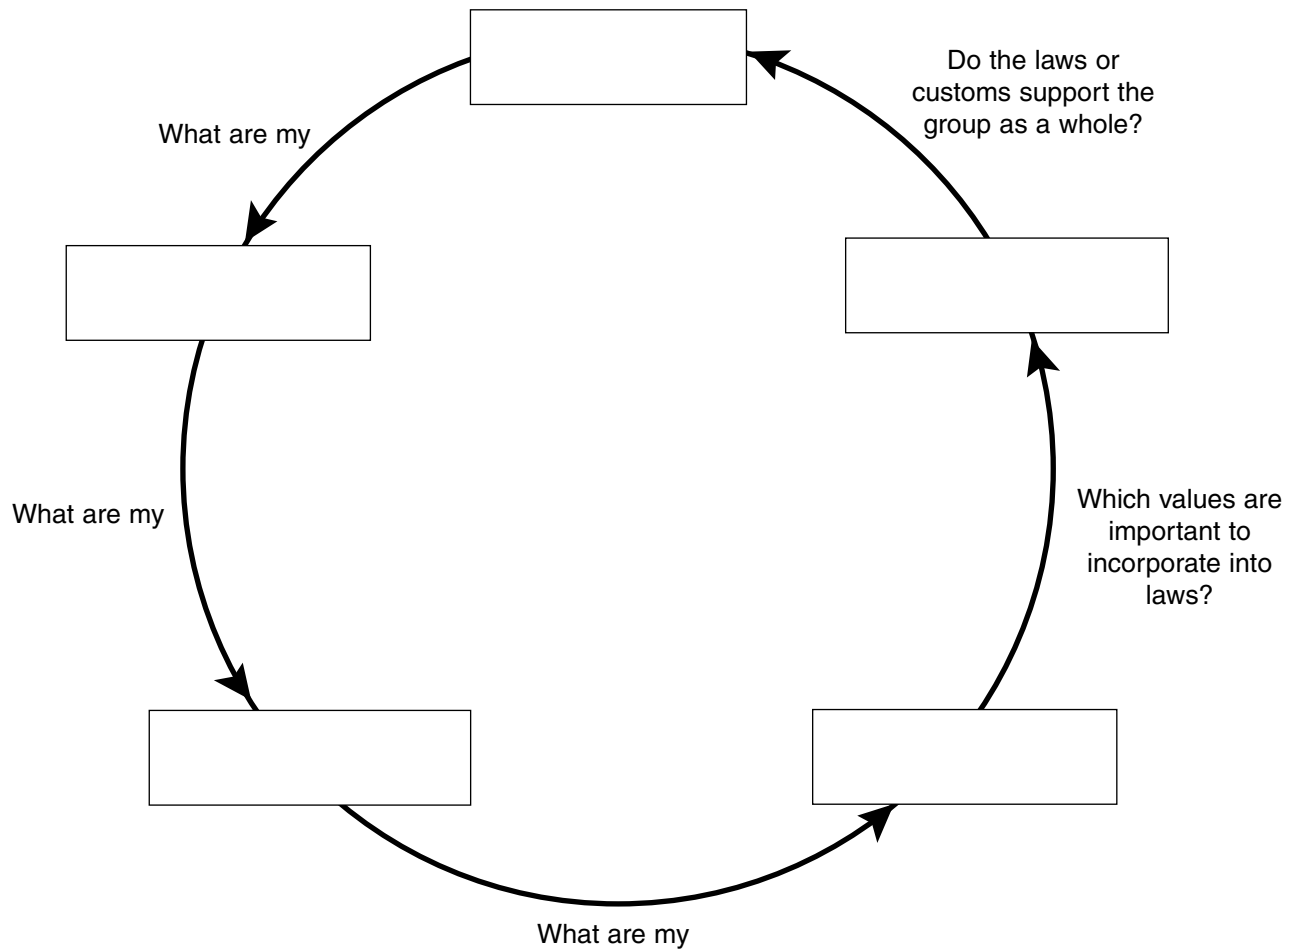 Do the laws or
customs support the
group as a whole?
What are my
What are my
Which values are
important to
incorporate into
laws?
What are my